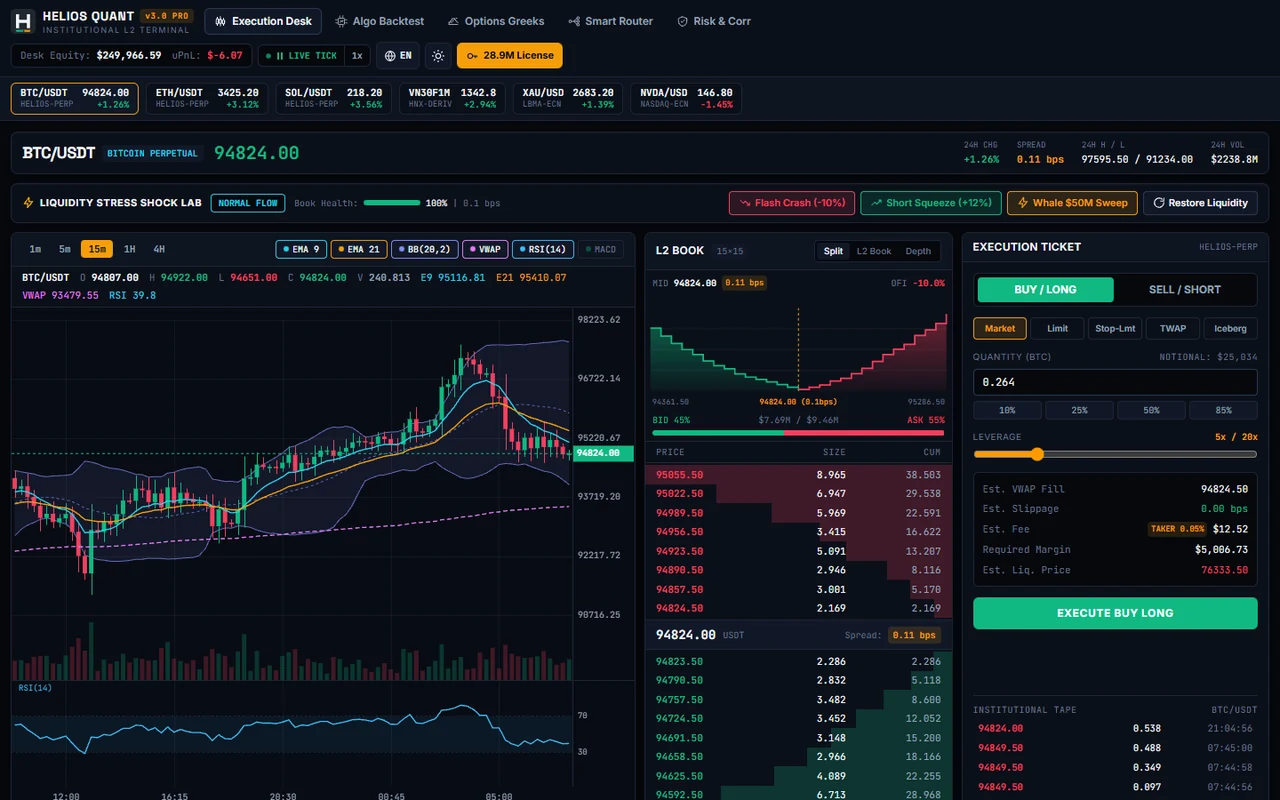 HELIOS QUANT v3.0 PRO
INSTITUTIONAL L2 TERMINAL
Execution Desk
Algo Backtest
Options Greeks
Smart Router
Risk & Corr
Desk Equity: $249,966.59 uPnL: $-6.07
LIVE TICK 1x
EN
28.9M License
BTC/USDT 94824.00
HELIOS-PERP +1.26%
ETH/USDT 3425.20
HELIOS-PERP +3.12%
SOL/USDT 218.20
HELIOS-PERP +3.56%
VN30F1M 1342.8
HNX-DERIV +2.94%
XAU/USD 2683.20
LBMA-ECN +1.39%
NVDA/USD 146.80
NASDAQ-ECN -1.45%
BTC/USDT BITCOIN PERPETUAL 94824.00
24H CHG
+1.26%
SPREAD
0.11 bps
24H H / L
97595.50 / 91234.00
24H VOL
$2238.8M
LIQUIDITY STRESS SHOCK LAB NORMAL FLOW Book Health: 100% | 0.1 bps
Flash Crash (-10%)
Short Squeeze (+12%)
Whale $50M Sweep
Restore Liquidity
1m 5m 15m 1H 4H
EMA 9 EMA 21 BB(20,2) VWAP RSI(14) MACD
BTC/USDT O 94807.00 H 94922.00 L 94651.00 C 94824.00 V 240.813 E9 95116.81 E21 95410.07
VWAP 93479.55 RSI 39.8
98223.62
96722.14
95220.67
94824.00
93719.20
92217.72
90716.25
RSI(14)
70
30
12:00 16:15 20:30 00:45 05:00
L2 BOOK 15×15 Split L2 Book Depth
MID 94824.00 0.11 bps OFI -10.0%
94361.50 94824.00 (0.1bps) 95286.50
BID 45% $7.69M / $9.46M ASK 55%
PRICE SIZE CUM
95055.50 8.965 38.503
95022.50 6.947 29.538
94989.50 5.969 22.591
94956.50 3.415 16.622
94923.50 5.091 13.207
94890.50 2.946 8.116
94857.50 3.001 5.170
94824.50 2.169 2.169
94824.00 USDT Spread: 0.11 bps
94823.50 2.286 2.286
94790.50 2.832 5.118
94757.50 3.482 8.600
94724.50 3.452 12.052
94691.50 3.148 15.200
94658.50 2.966 18.166
94625.50 4.089 22.255
94592.50 6.713 28.968
EXECUTION TICKET HELIOS-PERP
BUY / LONG SELL / SHORT
Market Limit Stop-Lmt TWAP Iceberg
QUANTITY (BTC) NOTIONAL: $25,034
0.264
10% 25% 50% 85%
LEVERAGE 5x / 20x
Est. VWAP Fill 94824.50
Est. Slippage 0.00 bps
Est. Fee TAKER 0.05% $12.52
Required Margin $5,006.73
Est. Liq. Price 76333.50
EXECUTE BUY LONG
INSTITUTIONAL TAPE BTC/USDT
94824.00 0.538 21:04:56
94849.50 0.488 07:45:00
94849.50 0.349 07:44:58
94849.50 0.097 07:44:56